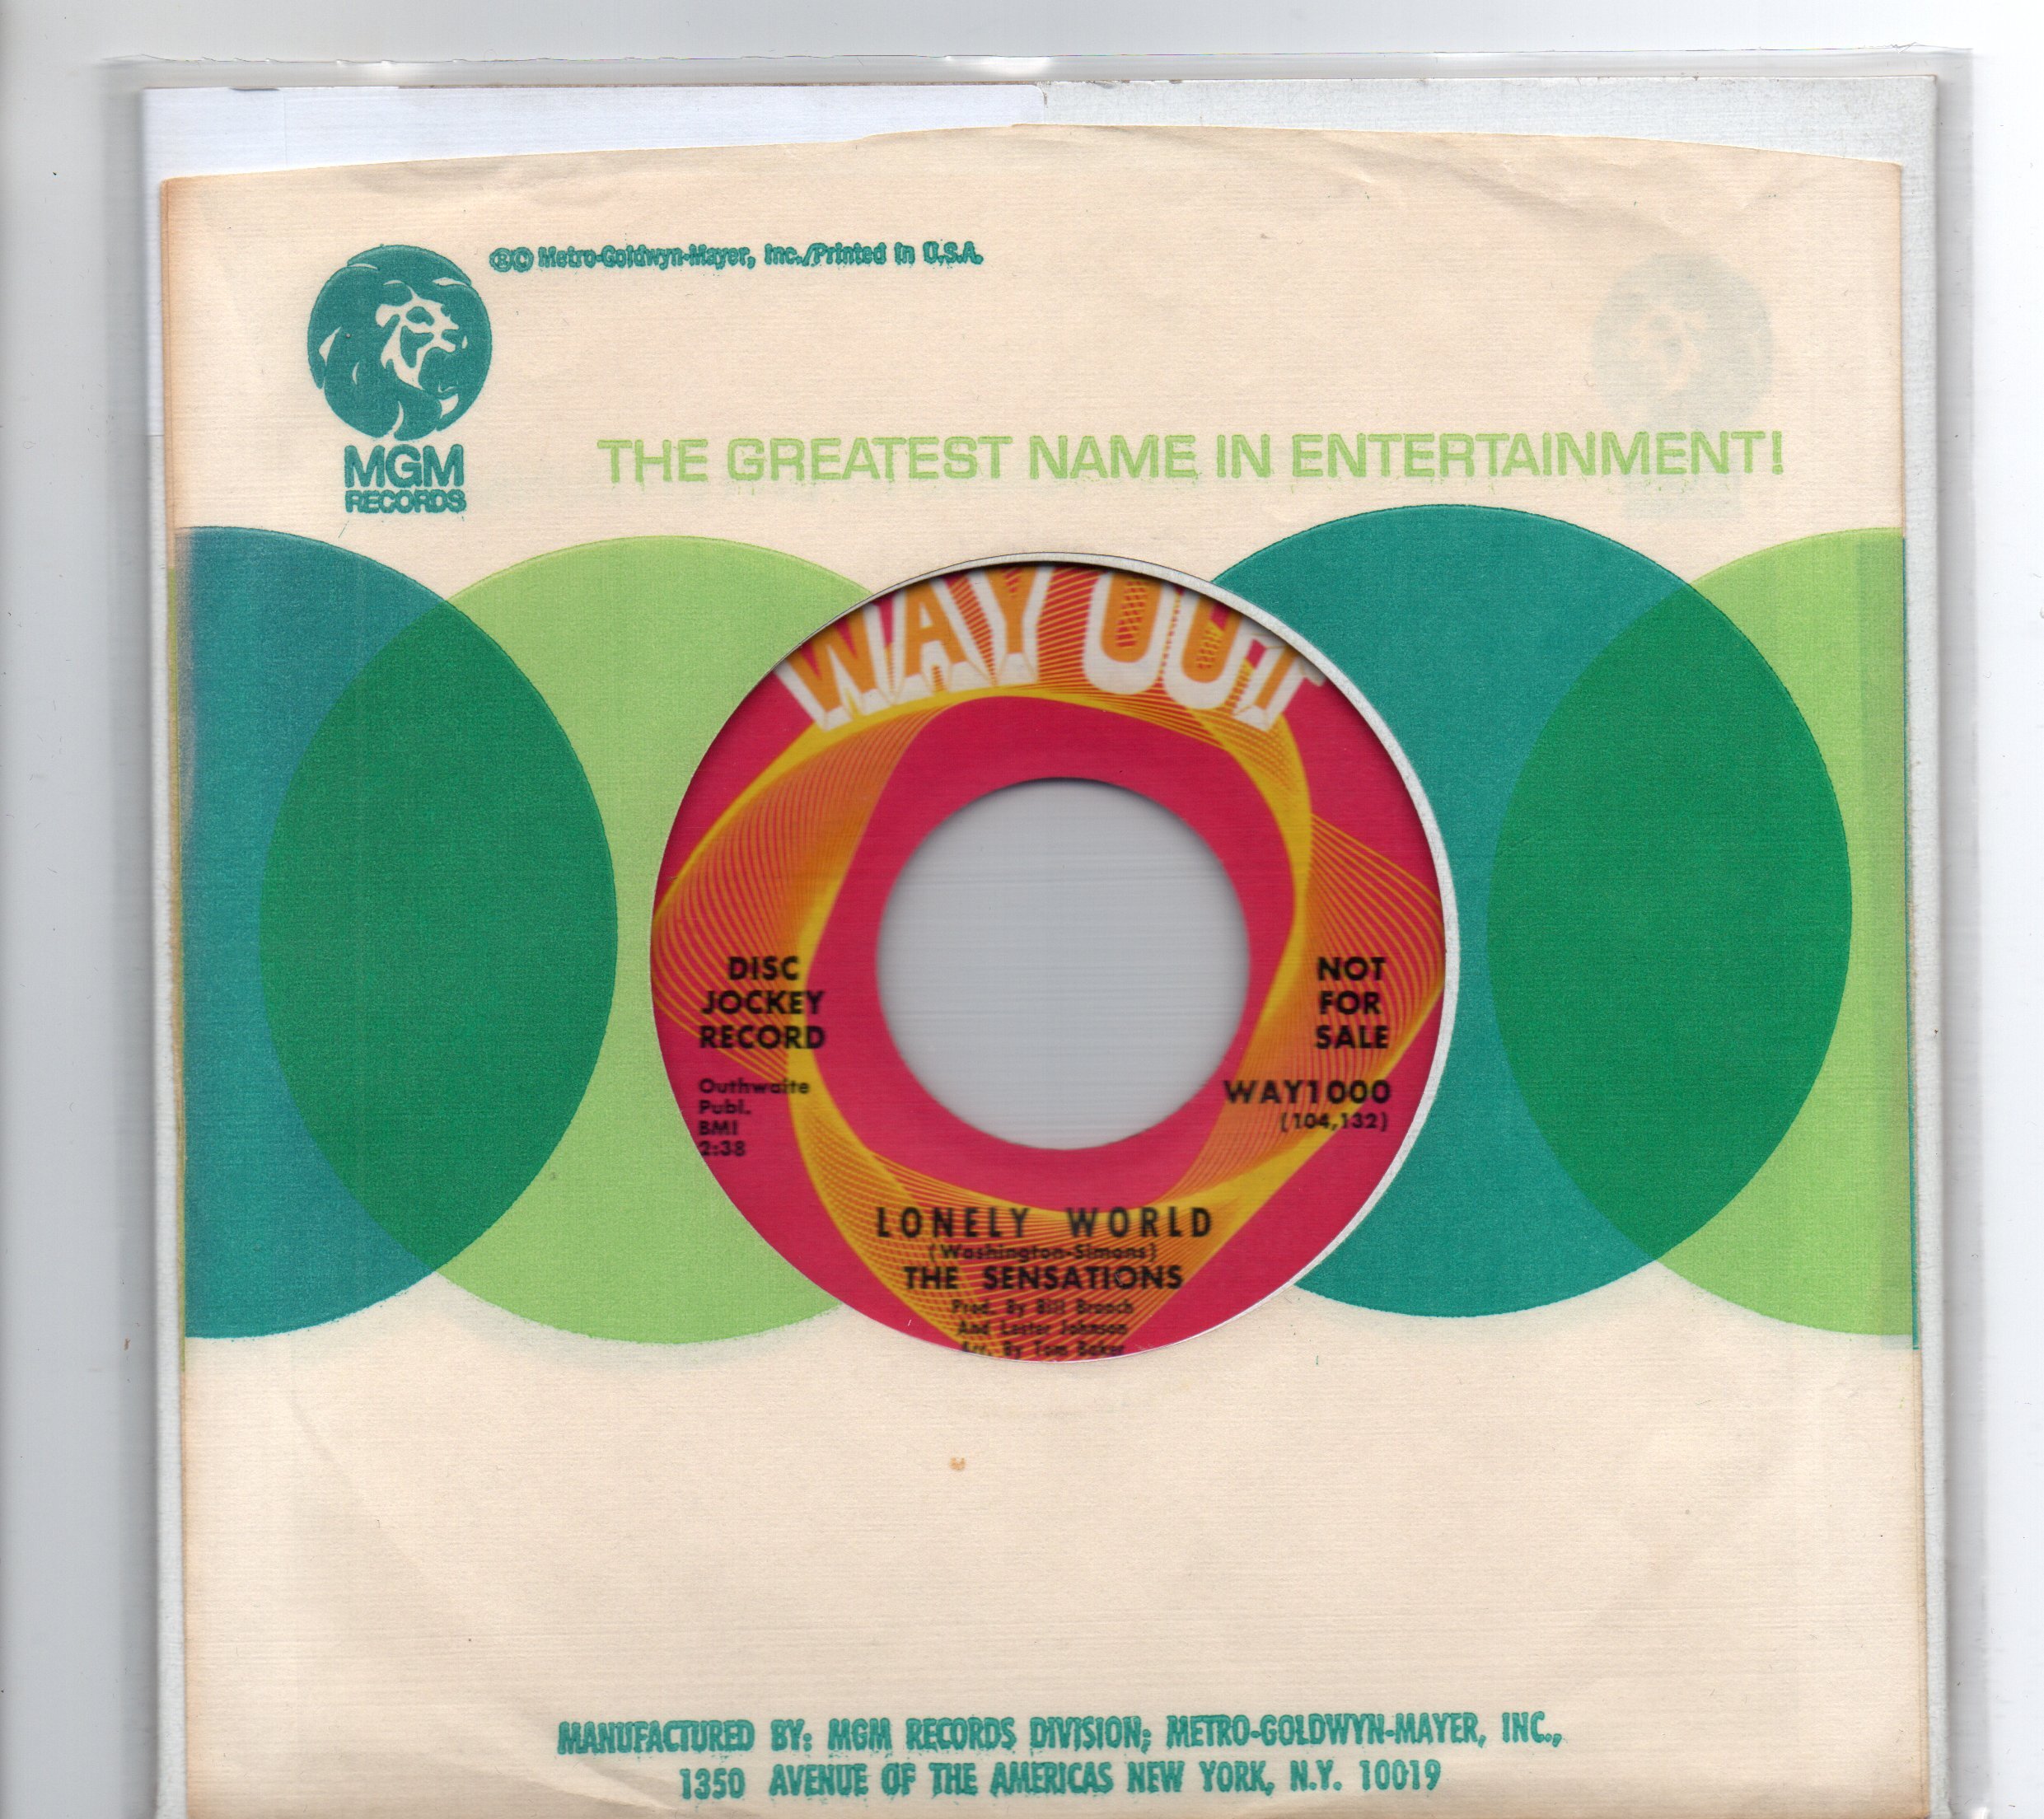 ®© Metro-Goldwyn-Mayer, Inc./Printed in U.S.A.
MGM
RECORDS
THE GREATEST NAME IN ENTERTAINMENT!
WAY OUT
DISC
JOCKEY
RECORD
NOT
FOR
SALE
Outhwaite
Publ.
BMI
2:38
WAY1000
(104,132)
LONELY WORLD
(Washington-Simons)
THE SENSATIONS
Prod. By Bill Branch
And Lester Johnson
Arr. By Tom Baker
MANUFACTURED BY: MGM RECORDS DIVISION; METRO-GOLDWYN-MAYER, INC.,
1350 AVENUE OF THE AMERICAS NEW YORK, N.Y. 10019